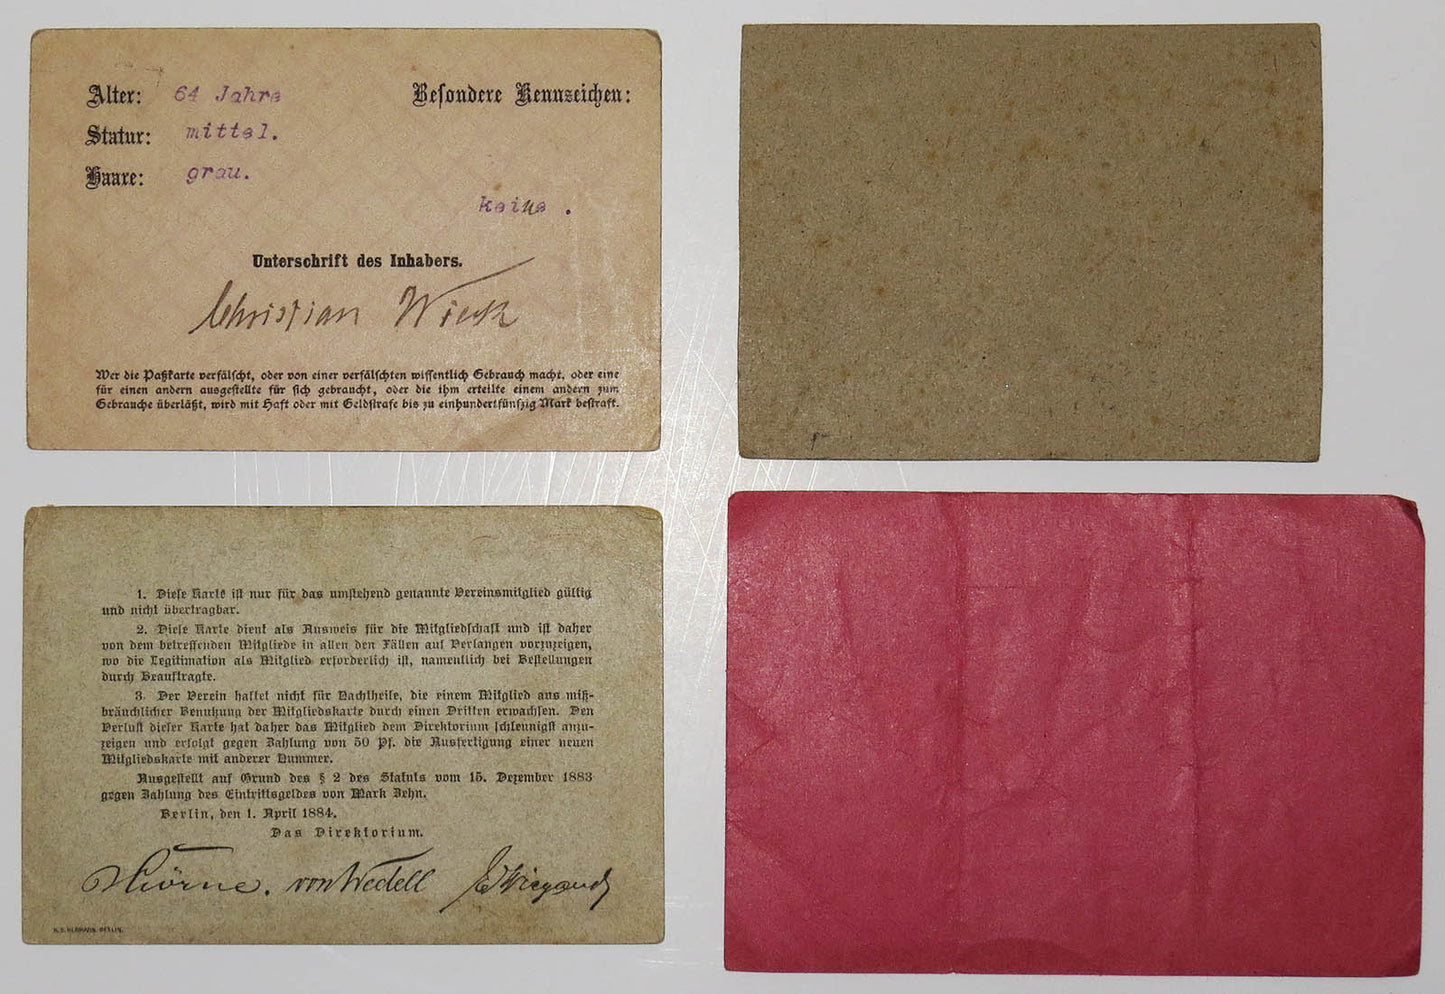 Alter: 64 Jahre
Besondere Kennzeichen:
Statur: mittel.
Haare: grau.
keine .
Unterschrift des Inhabers.
Christian Wieck
Wer die Paßkarte verfälscht, oder von einer verfälschten wissentlich Gebrauch macht, oder eine
für einen andern ausgestellte für sich gebraucht, oder die ihm erteilte einem andern zum
Gebrauche überläßt, wird mit Haft oder mit Geldstrafe bis zu einhundertfünfzig Mark bestraft.
1. Diese Karte ist nur für das umstehend genannte Vereinsmitglied gültig
und nicht übertragbar.
2. Diese Karte dient als Ausweis für die Mitgliedschaft und ist daher
von dem betreffenden Mitgliede in allen den Fällen auf Verlangen vorzuzeigen,
wo die Legitimation als Mitglied erforderlich ist, namentlich bei Bestellungen
durch Beauftragte.
3. Der Verein haftet nicht für Nachtheile, die einem Mitglied aus miß-
bräuchlicher Benutzung der Mitgliedskarte durch einen Dritten erwachsen. Den
Verlust dieser Karte hat daher das Mitglied dem Direktorium schleunigst anzu-
zeigen und erfolgt gegen Zahlung von 50 Pf. die Ausfertigung einer neuen
Mitgliedskarte mit anderer Nummer.
Ausgestellt auf Grund des § 2 des Statuts vom 15. Dezember 1883
gegen Zahlung des Eintrittsgeldes von Mark Zehn.
Berlin, den 1. April 1884.
Das Direktorium.
von Wedell
BERLIN.